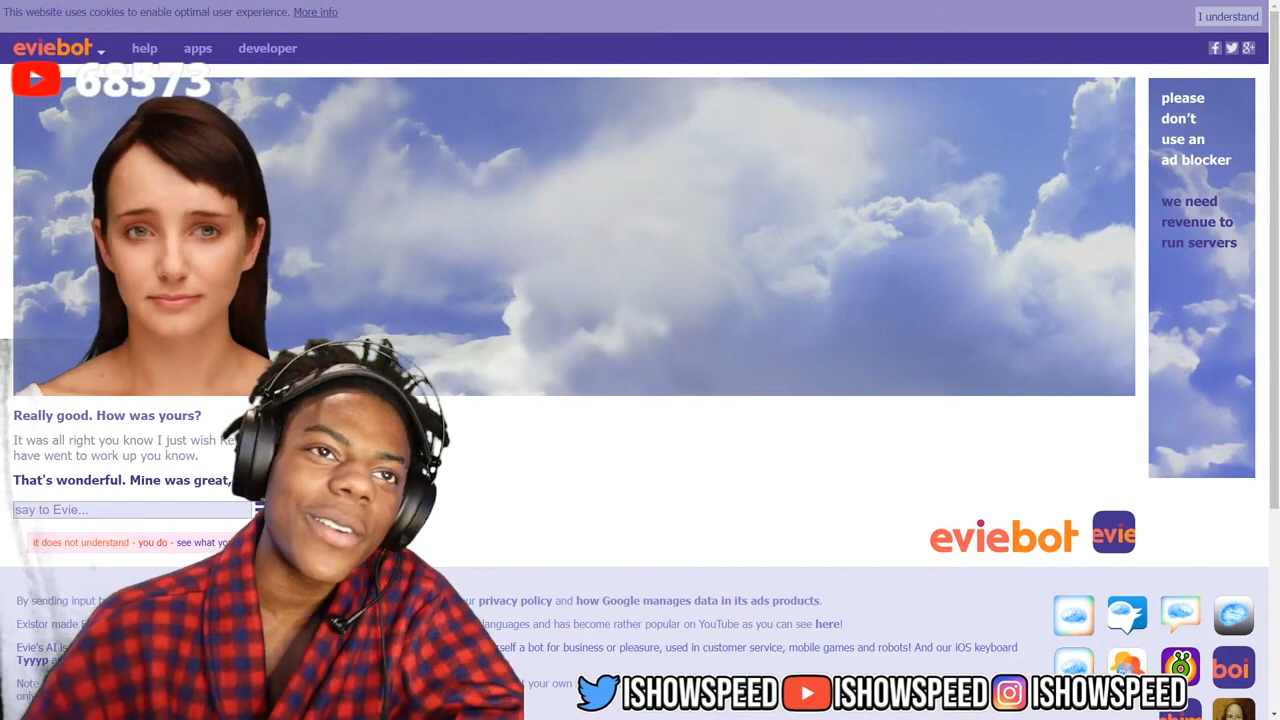 This website uses cookies to enable optimal user experience. More info
I understand
eviebot help apps developer
68573
please
don't
use an
ad blocker
we need
revenue to
run servers
Really good. How was yours?
It was all right you know I just wish
have went to work up you know.
That's wonderful. Mine was great,
say to Evie...
it does not understand - you do - see what
eviebot evie
By sending input privacy policy and how Google manages data in its ads products.
Existor made languages and has become rather popular on YouTube as you can see here!
Evie's AI is a bot for business or pleasure, used in customer service, mobile games and robots! And our iOS keyboard
Tyyyp
boi
Note your own
only
ISHOWSPEED ISHOWSPEED ISHOWSPEED